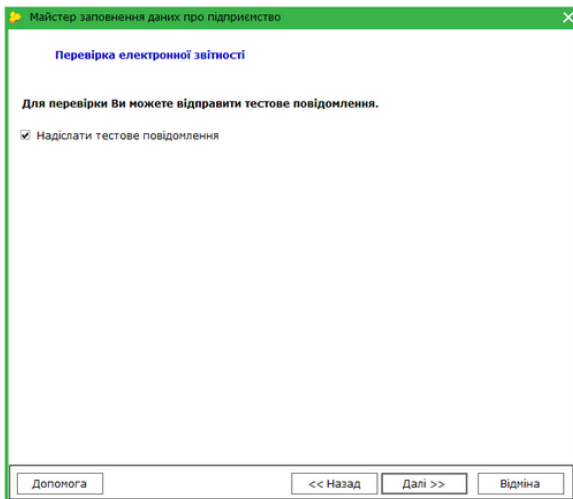 Майстер заповнення даних про підприємство
Перевірка електронної звітності
Для перевірки Ви можете відправити тестове повідомлення.
Надіслати тестове повідомлення
Допомога << Назад Далі >> Відміна